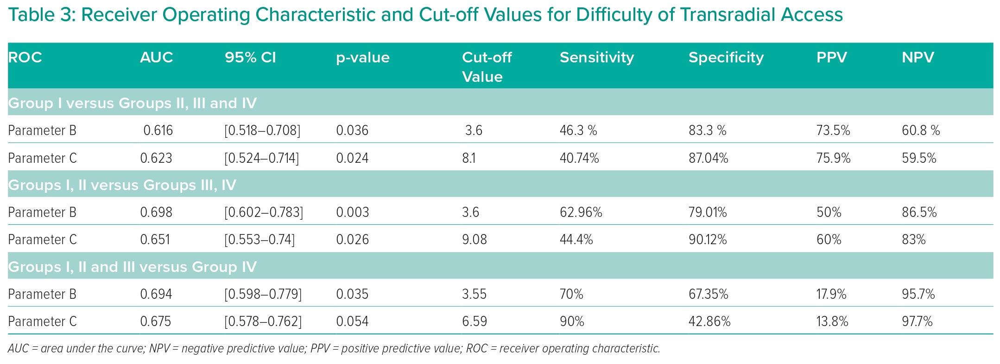 Table 3: Receiver Operating Characteristic and Cut-off Values for Difficulty of Transradial Access
ROC AUC 95% CI p-value Cut-off Value Sensitivity Specificity PPV NPV
Group I versus Groups II, III and IV
Parameter B 0.616 [0.518–0.708] 0.036 3.6 46.3 % 83.3 % 73.5% 60.8 %
Parameter C 0.623 [0.524–0.714] 0.024 8.1 40.74% 87.04% 75.9% 59.5%
Groups I, II versus Groups III, IV
Parameter B 0.698 [0.602–0.783] 0.003 3.6 62.96% 79.01% 50% 86.5%
Parameter C 0.651 [0.553–0.74] 0.026 9.08 44.4% 90.12% 60% 83%
Groups I, II and III versus Group IV
Parameter B 0.694 [0.598–0.779] 0.035 3.55 70% 67.35% 17.9% 95.7%
Parameter C 0.675 [0.578–0.762] 0.054 6.59 90% 42.86% 13.8% 97.7%
AUC = area under the curve; NPV = negative predictive value; PPV = positive predictive value; ROC = receiver operating characteristic.